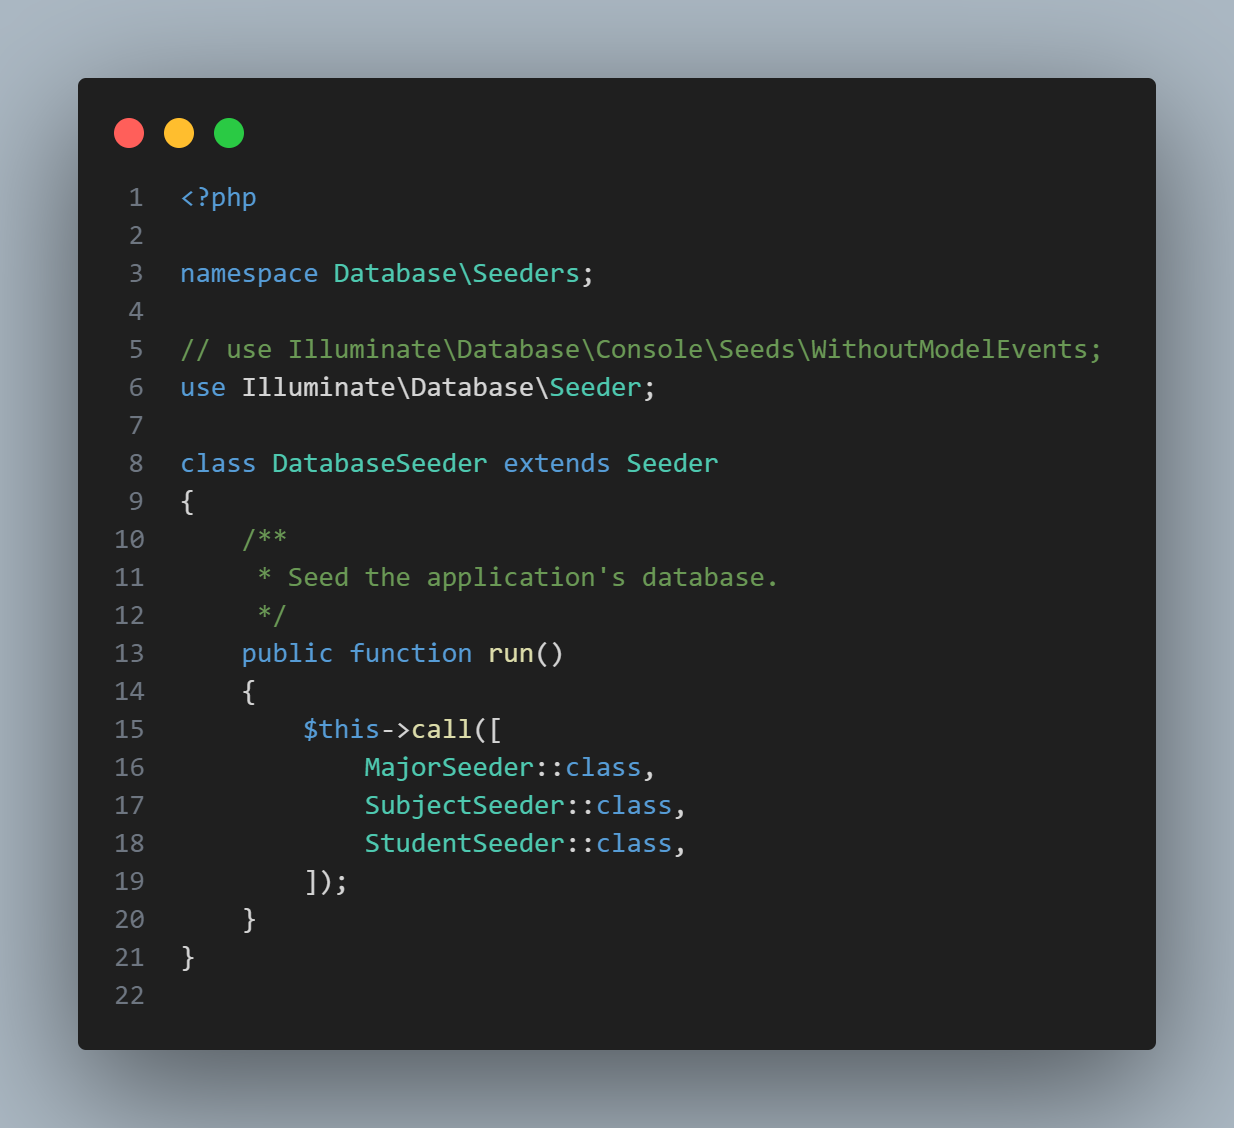 1 <?php
2
3 namespace Database\Seeders;
4
5 // use Illuminate\Database\Console\Seeds\WithoutModelEvents;
6 use Illuminate\Database\Seeder;
7
8 class DatabaseSeeder extends Seeder
9 {
10     /**
11      * Seed the application's database.
12      */
13     public function run()
14     {
15         $this->call([
16             MajorSeeder::class,
17             SubjectSeeder::class,
18             StudentSeeder::class,
19         ]);
20     }
21 }
22